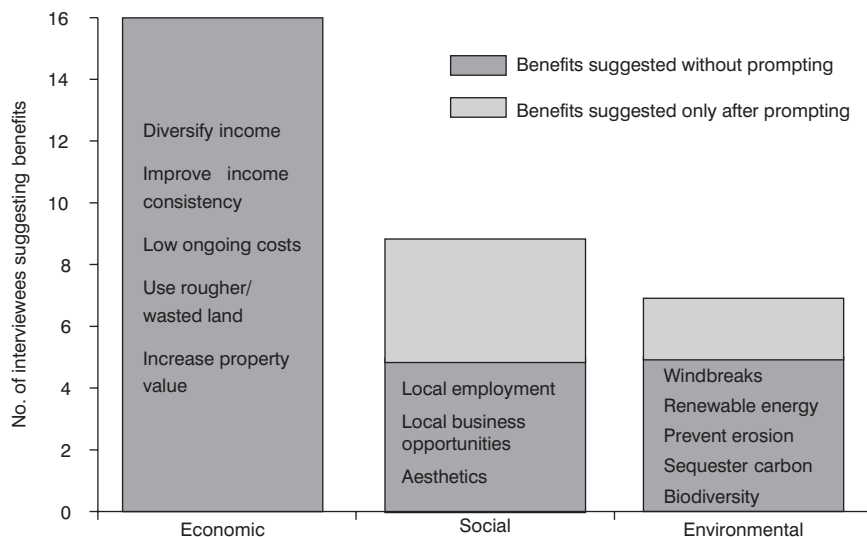 No. of interviewees suggesting benefits
16
14
12
10
8
6
4
2
0
Benefits suggested without prompting
Benefits suggested only after prompting
Diversify income
Improve income
consistency
Low ongoing costs
Use rougher/
wasted land
Increase property
value
Local employment
Local business
opportunities
Aesthetics
Windbreaks
Renewable energy
Prevent erosion
Sequester carbon
Biodiversity
Economic
Social
Environmental